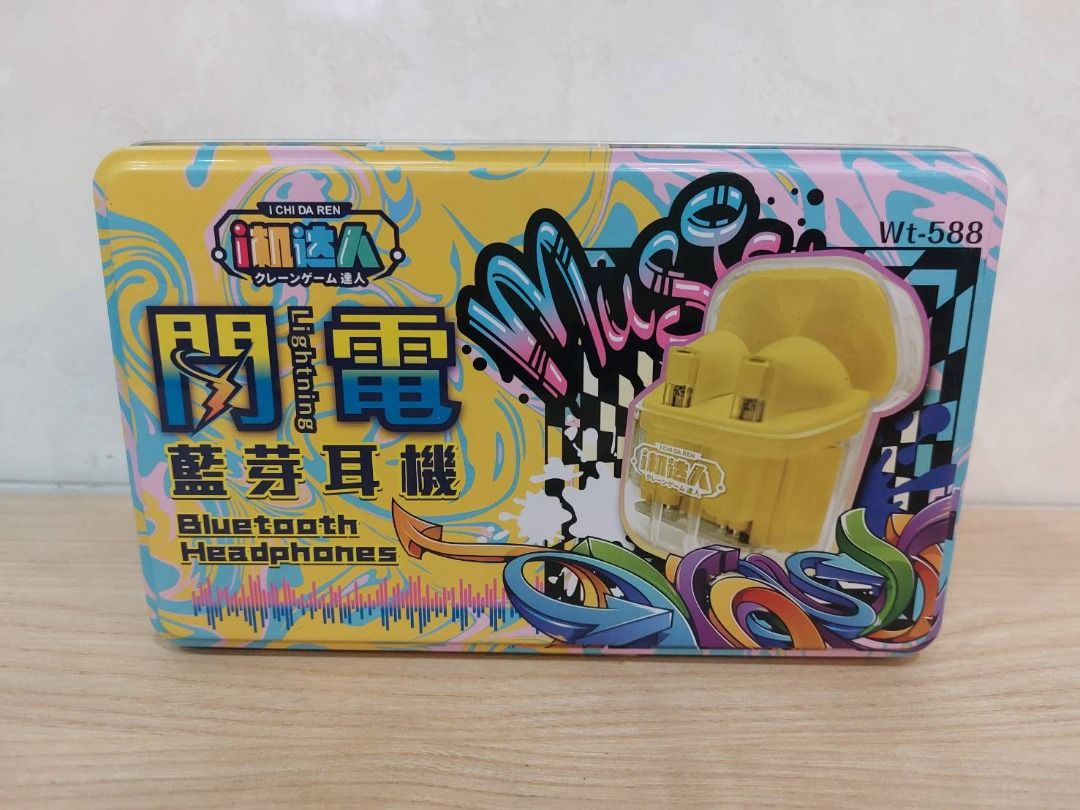 I CHI DA REN
i机达人
クレーンゲーム 達人
閃電
Lightning
藍芽耳機
Bluetooth
Headphones
Music
Wt-588
I CHI DA REN
i机达人
クレーンゲーム 達人